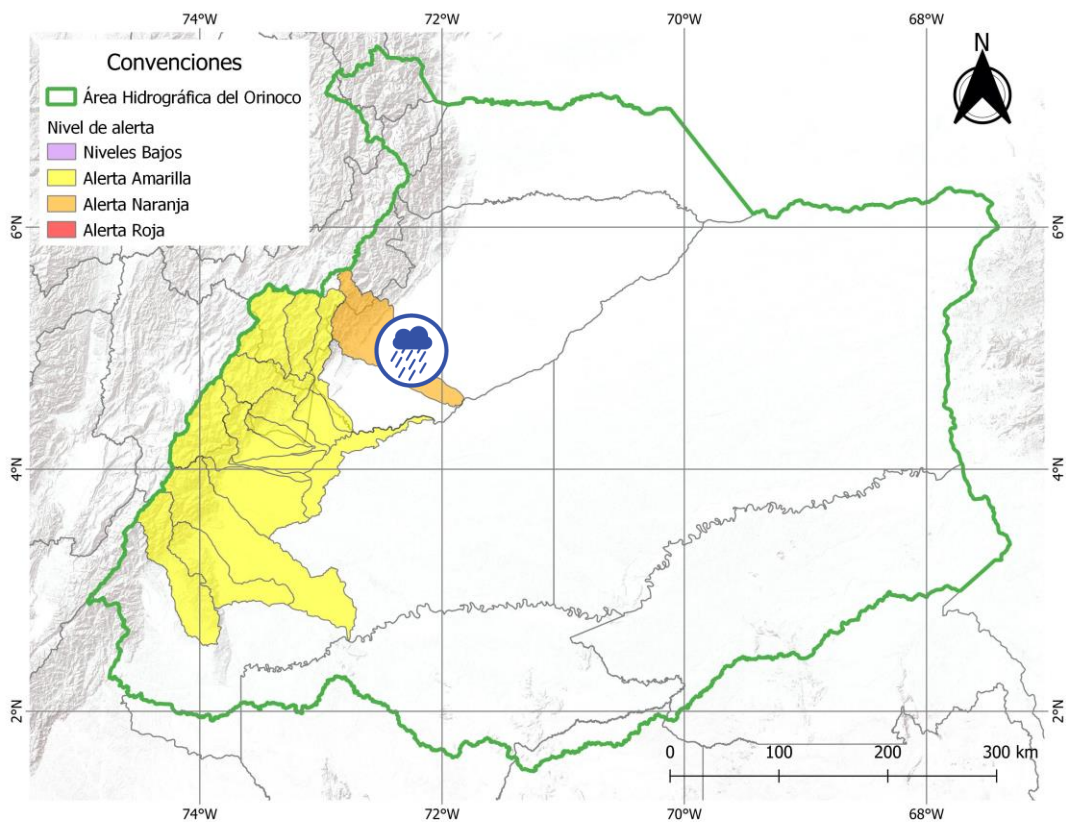 74°W 72°W 70°W 68°W
Convenciones
Área Hidrográfica del Orinoco
Nivel de alerta
Niveles Bajos
Alerta Amarilla
Alerta Naranja
Alerta Roja
N
6°N 6°N
4°N 4°N
2°N 2°N
0 100 200 300 km
74°W 72°W 70°W 68°W